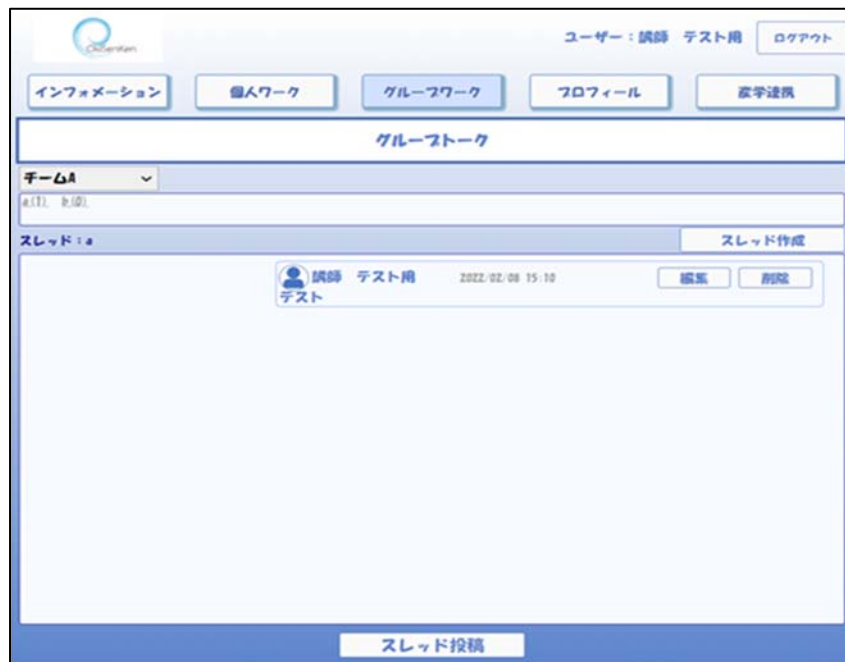 ChiSanKen
ユーザー：講師 テスト用 ログアウト
インフォメーション 個人ワーク グループワーク プロフィール 産学連携
グループトーク
チームA
a(1) b(0)
スレッド：a スレッド作成
講師 テスト用 2022/02/08 15:10 編集 削除
テスト
スレッド投稿